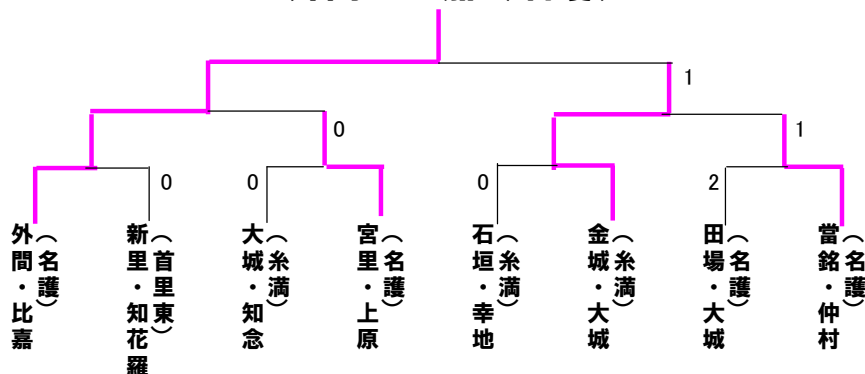 1
0
1
0
0
0
2
外間・比嘉
（名護）
新里・知花羅
（首里東）
大城・知念
（糸満）
宮里・上原
（名護）
石垣・幸地
（糸満）
金城・大城
（糸満）
田場・大城
（名護）
當銘・仲村
（名護）